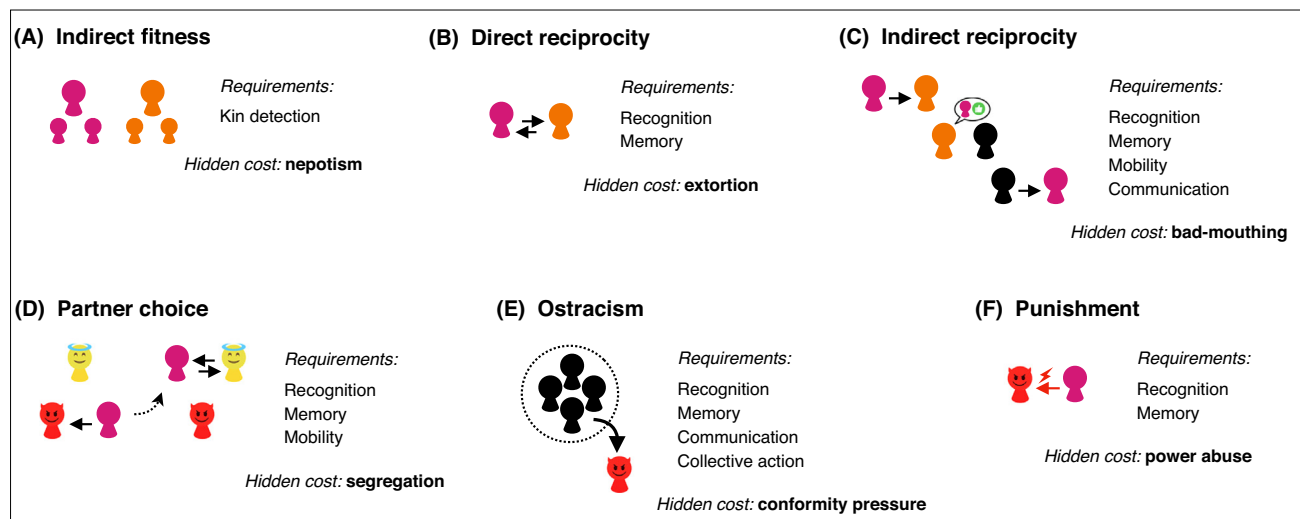 (A) Indirect fitness
Requirements:
Kin detection
Hidden cost: nepotism
(B) Direct reciprocity
Requirements:
Recognition
Memory
Hidden cost: extortion
(C) Indirect reciprocity
Requirements:
Recognition
Memory
Mobility
Communication
Hidden cost: bad-mouthing
(D) Partner choice
Requirements:
Recognition
Memory
Mobility
Hidden cost: segregation
(E) Ostracism
Requirements:
Recognition
Memory
Communication
Collective action
Hidden cost: conformity pressure
(F) Punishment
Requirements:
Recognition
Memory
Hidden cost: power abuse